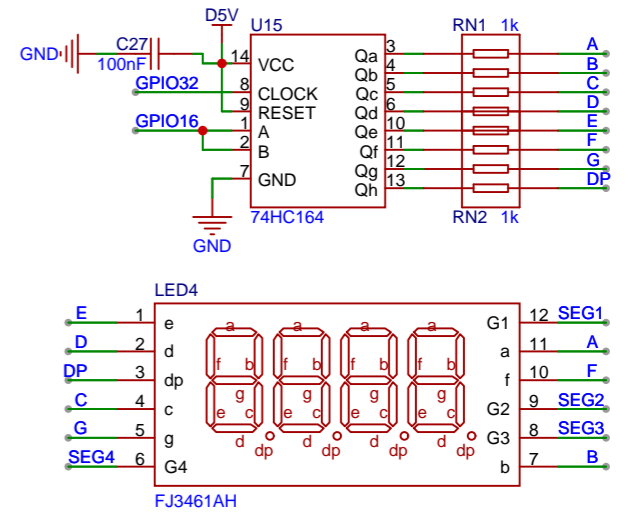 D5V
U15
RN1 1k
GND
C27
100nF
14 VCC
Qa 3 A
Qb 4 B
GPIO32
8 CLOCK
Qc 5 C
9 RESET
Qd 6 D
GPIO16
1 A
Qe 10 E
2 B
Qf 11 F
7 GND
Qg 12 G
Qh 13 DP
GND
74HC164
RN2 1k
LED4
E 1 e
G1 12 SEG1
D 2 d
a 11 A
DP 3 dp
f 10 F
C 4 c
G2 9 SEG2
G 5 g
G3 8 SEG3
SEG4 6 G4
b 7 B
a a a a
f b f b f b f b
g g g g
e c e c e c e c
d d d d
dp dp dp dp
FJ3461AH